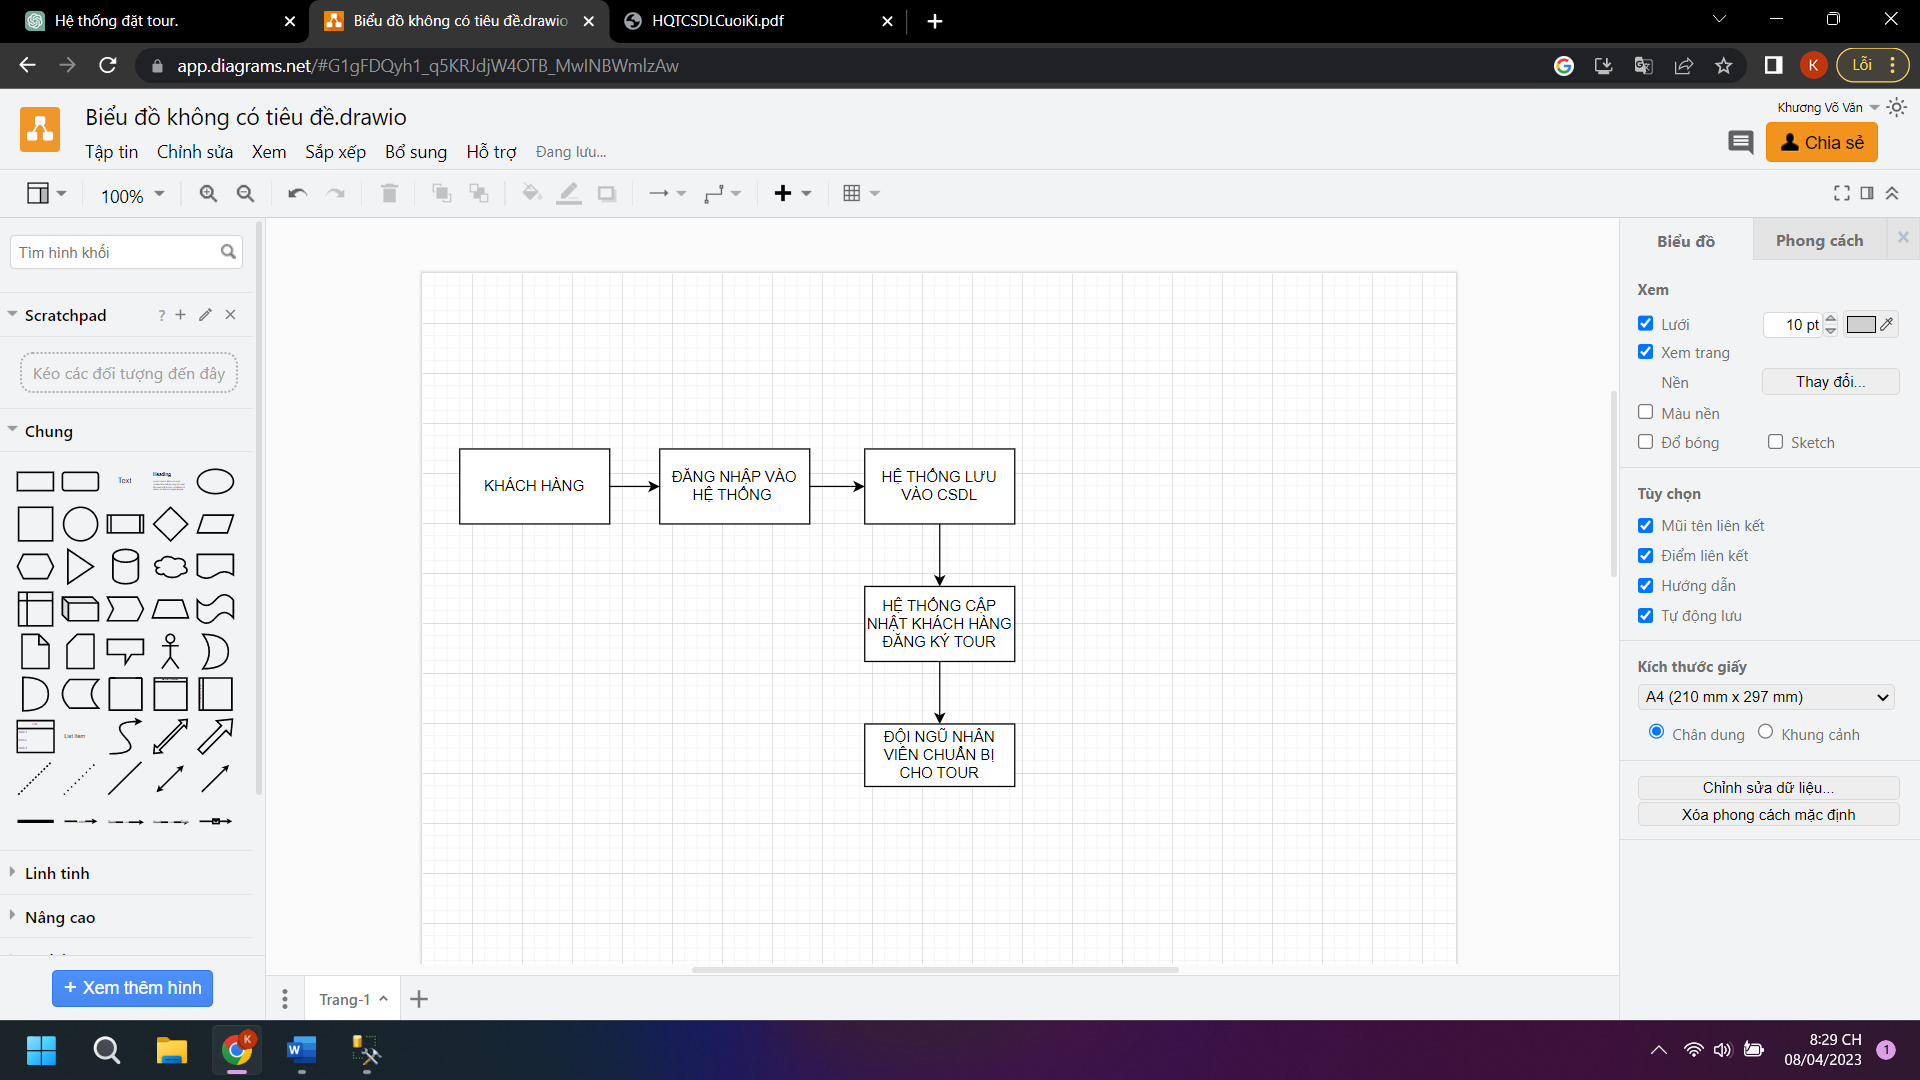 Hệ thống đặt tour.
Biểu đồ không có tiêu đề.drawio
HQTCSDLCuoiKi.pdf
app.diagrams.net/#G1gFDQyh1_q5KRJdjW4OTB_MwINBWmlzAw
K
Lỗi
Biểu đồ không có tiêu đề.drawio
Khương Võ Văn
Tập tin
Chỉnh sửa
Xem
Sắp xếp
Bổ sung
Hỗ trợ
Đang lưu...
Chia sẻ
100%
Tìm hình khối
Scratchpad
?
Kéo các đối tượng đến đây
Chung
Text
Heading
List Item
Linh tinh
Nâng cao
+ Xem thêm hình
KHÁCH HÀNG
ĐĂNG NHẬP VÀO
HỆ THỐNG
HỆ THỐNG LƯU
VÀO CSDL
HỆ THỐNG CẬP
NHẬT KHÁCH HÀNG
ĐĂNG KÝ TOUR
ĐỘI NGŨ NHÂN
VIÊN CHUẨN BỊ
CHO TOUR
Trang-1
Biểu đồ
Phong cách
Xem
Lưới
10 pt
Xem trang
Nền
Thay đổi...
Màu nền
Đổ bóng
Sketch
Tùy chọn
Mũi tên liên kết
Điểm liên kết
Hướng dẫn
Tự động lưu
Kích thước giấy
A4 (210 mm x 297 mm)
Chân dung
Khung cảnh
Chỉnh sửa dữ liệu...
Xóa phong cách mặc định
K
W
8:29 CH
08/04/2023
1